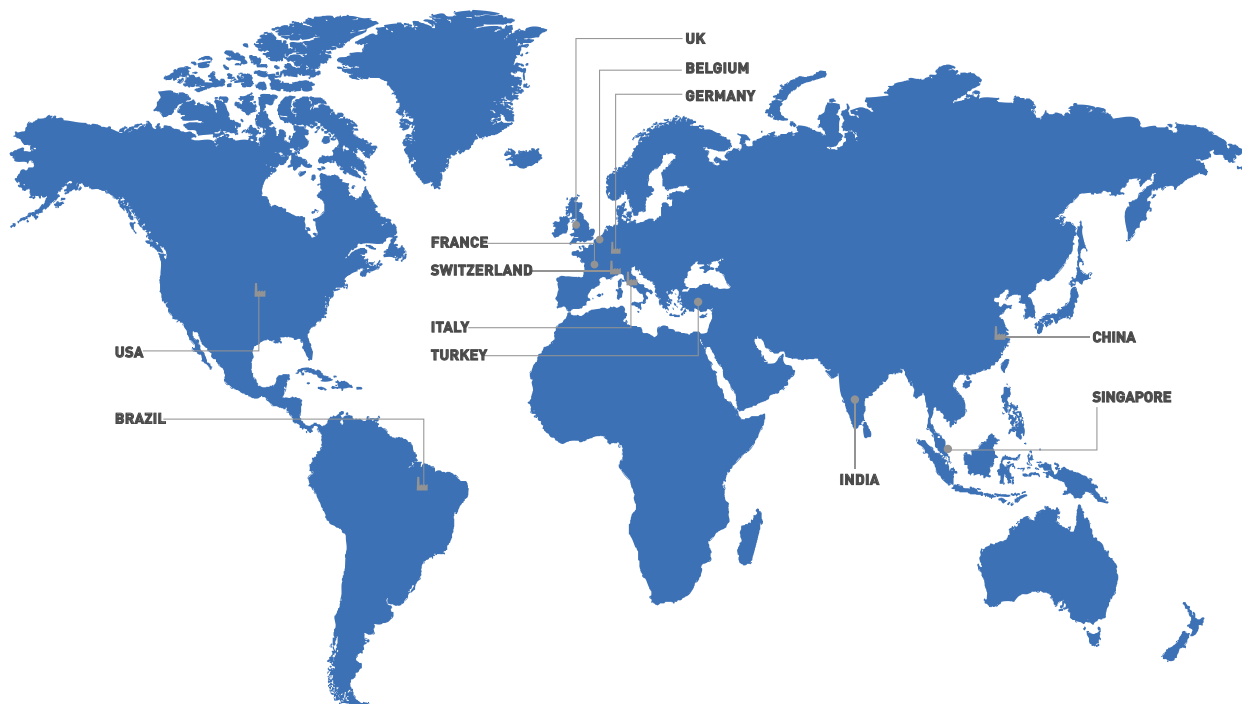 UK
BELGIUM
GERMANY
FRANCE
SWITZERLAND
ITALY
TURKEY
USA
BRAZIL
CHINA
SINGAPORE
INDIA